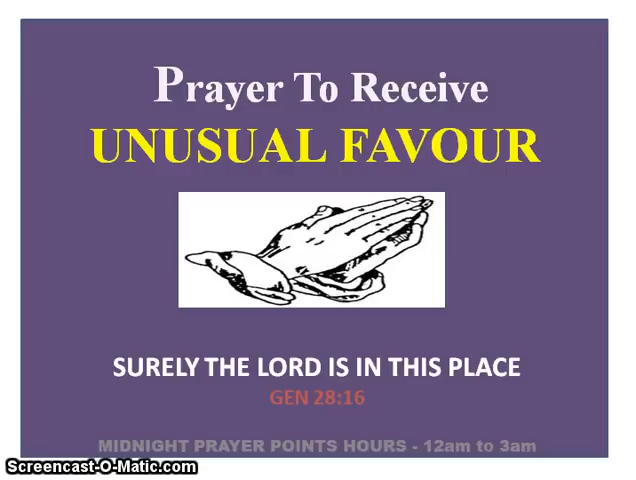 Prayer To Receive
UNUSUAL FAVOUR
SURELY THE LORD IS IN THIS PLACE
GEN 28:16
MIDNIGHT PRAYER POINTS HOURS - 12am to 3am
Screencast-O-Matic.com